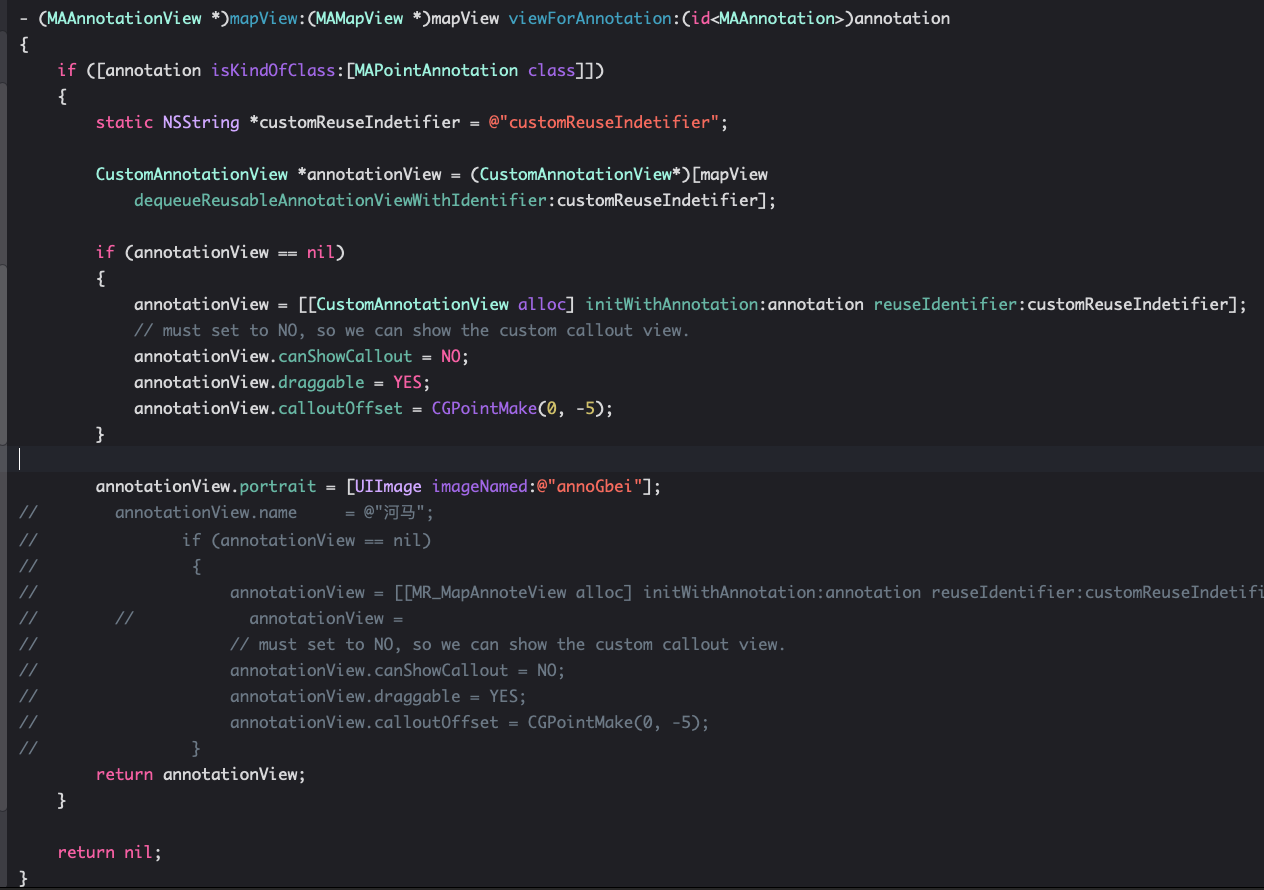 - (MAAnnotationView *)mapView:(MAMapView *)mapView viewForAnnotation:(id<MAAnnotation>)annotation
{
    if ([annotation isKindOfClass:[MAPointAnnotation class]])
    {
        static NSString *customReuseIndetifier = @"customReuseIndetifier";
        CustomAnnotationView *annotationView = (CustomAnnotationView*)[mapView
            dequeueReusableAnnotationViewWithIdentifier:customReuseIndetifier];
        if (annotationView == nil)
        {
            annotationView = [[CustomAnnotationView alloc] initWithAnnotation:annotation reuseIdentifier:customReuseIndetifier];
            // must set to NO, so we can show the custom callout view.
            annotationView.canShowCallout = NO;
            annotationView.draggable = YES;
            annotationView.calloutOffset = CGPointMake(0, -5);
        }
        annotationView.portrait = [UIImage imageNamed:@"annoGbei"];
//        annotationView.name     = @"河马";
//               if (annotationView == nil)
//                {
//                    annotationView = [[MR_MapAnnoteView alloc] initWithAnnotation:annotation reuseIdentifier:customReuseIndetifi
//        //            annotationView =
//                    // must set to NO, so we can show the custom callout view.
//                    annotationView.canShowCallout = NO;
//                    annotationView.draggable = YES;
//                    annotationView.calloutOffset = CGPointMake(0, -5);
//                }
        return annotationView;
    }
    return nil;
}